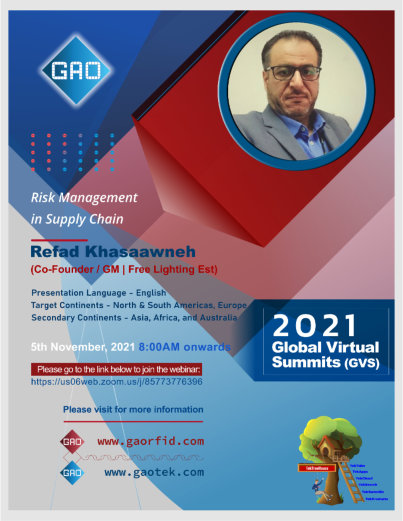 GAO
Risk Management
in Supply Chain
Refad Khasaawneh
(Co-Founder / GM | Free Lighting Est)
Presentation Language - English
Target Continents - North & South Americas, Europe
Secondary Continents - Asia, Africa, and Australia
2021
Global Virtual
Summits (GVS)
5th November, 2021 8:00AM onwards
Please go to the link below to join the webinar:
https://us06web.zoom.us/j/85773776396
Please visit for more information
GAO www.gaorfid.com
GAO www.gaotek.com